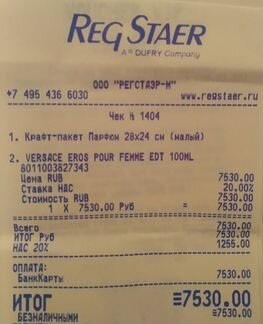 REG STAER
A DUFRY Company
ООО "РЕГСТАЭР-М"
+7 495 436 6030 www.regstaer.ru
Чек № 1404
1. Крафт-пакет Парфюм 28x24 см (малый)
2. VERSACE EROS POUR FEMME EDT 100ML
8011003827343
Цена RUB 7530.00
Ставка НДС 20.00%
Стоимость RUB 7530.00
1 X 7530.00 Руб = 7530.00
Всего 7530.00
ИТОГ Руб 7530.00
НДС 20% 1255.00
ОПЛАТА:
БанкКарты 7530.00
ИТОГ =7530.00
БЕЗНАЛИЧНЫМИ =7530.00